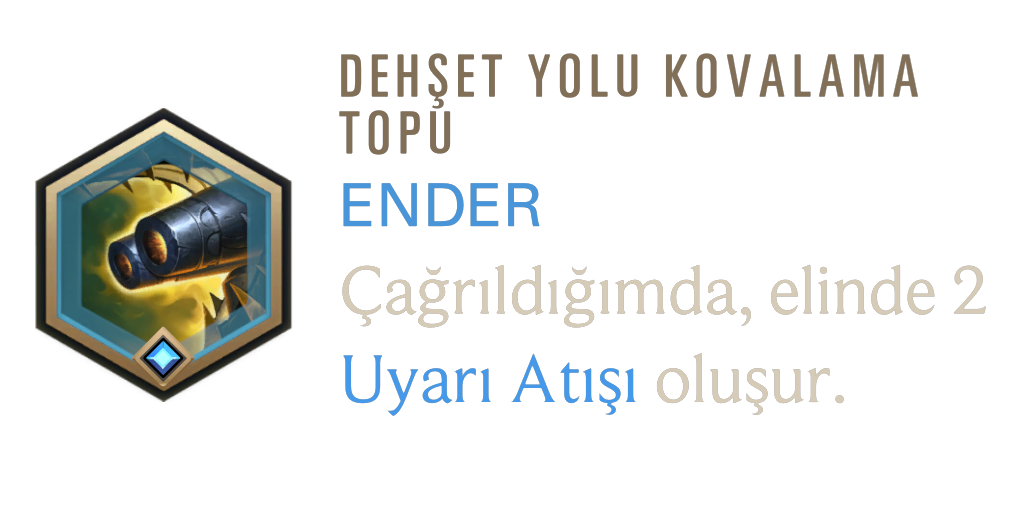 DEHŞET YOLU KOVALAMA
TOPU
ENDER
Çağrıldığımda, elinde 2
Uyarı Atışı oluşur.